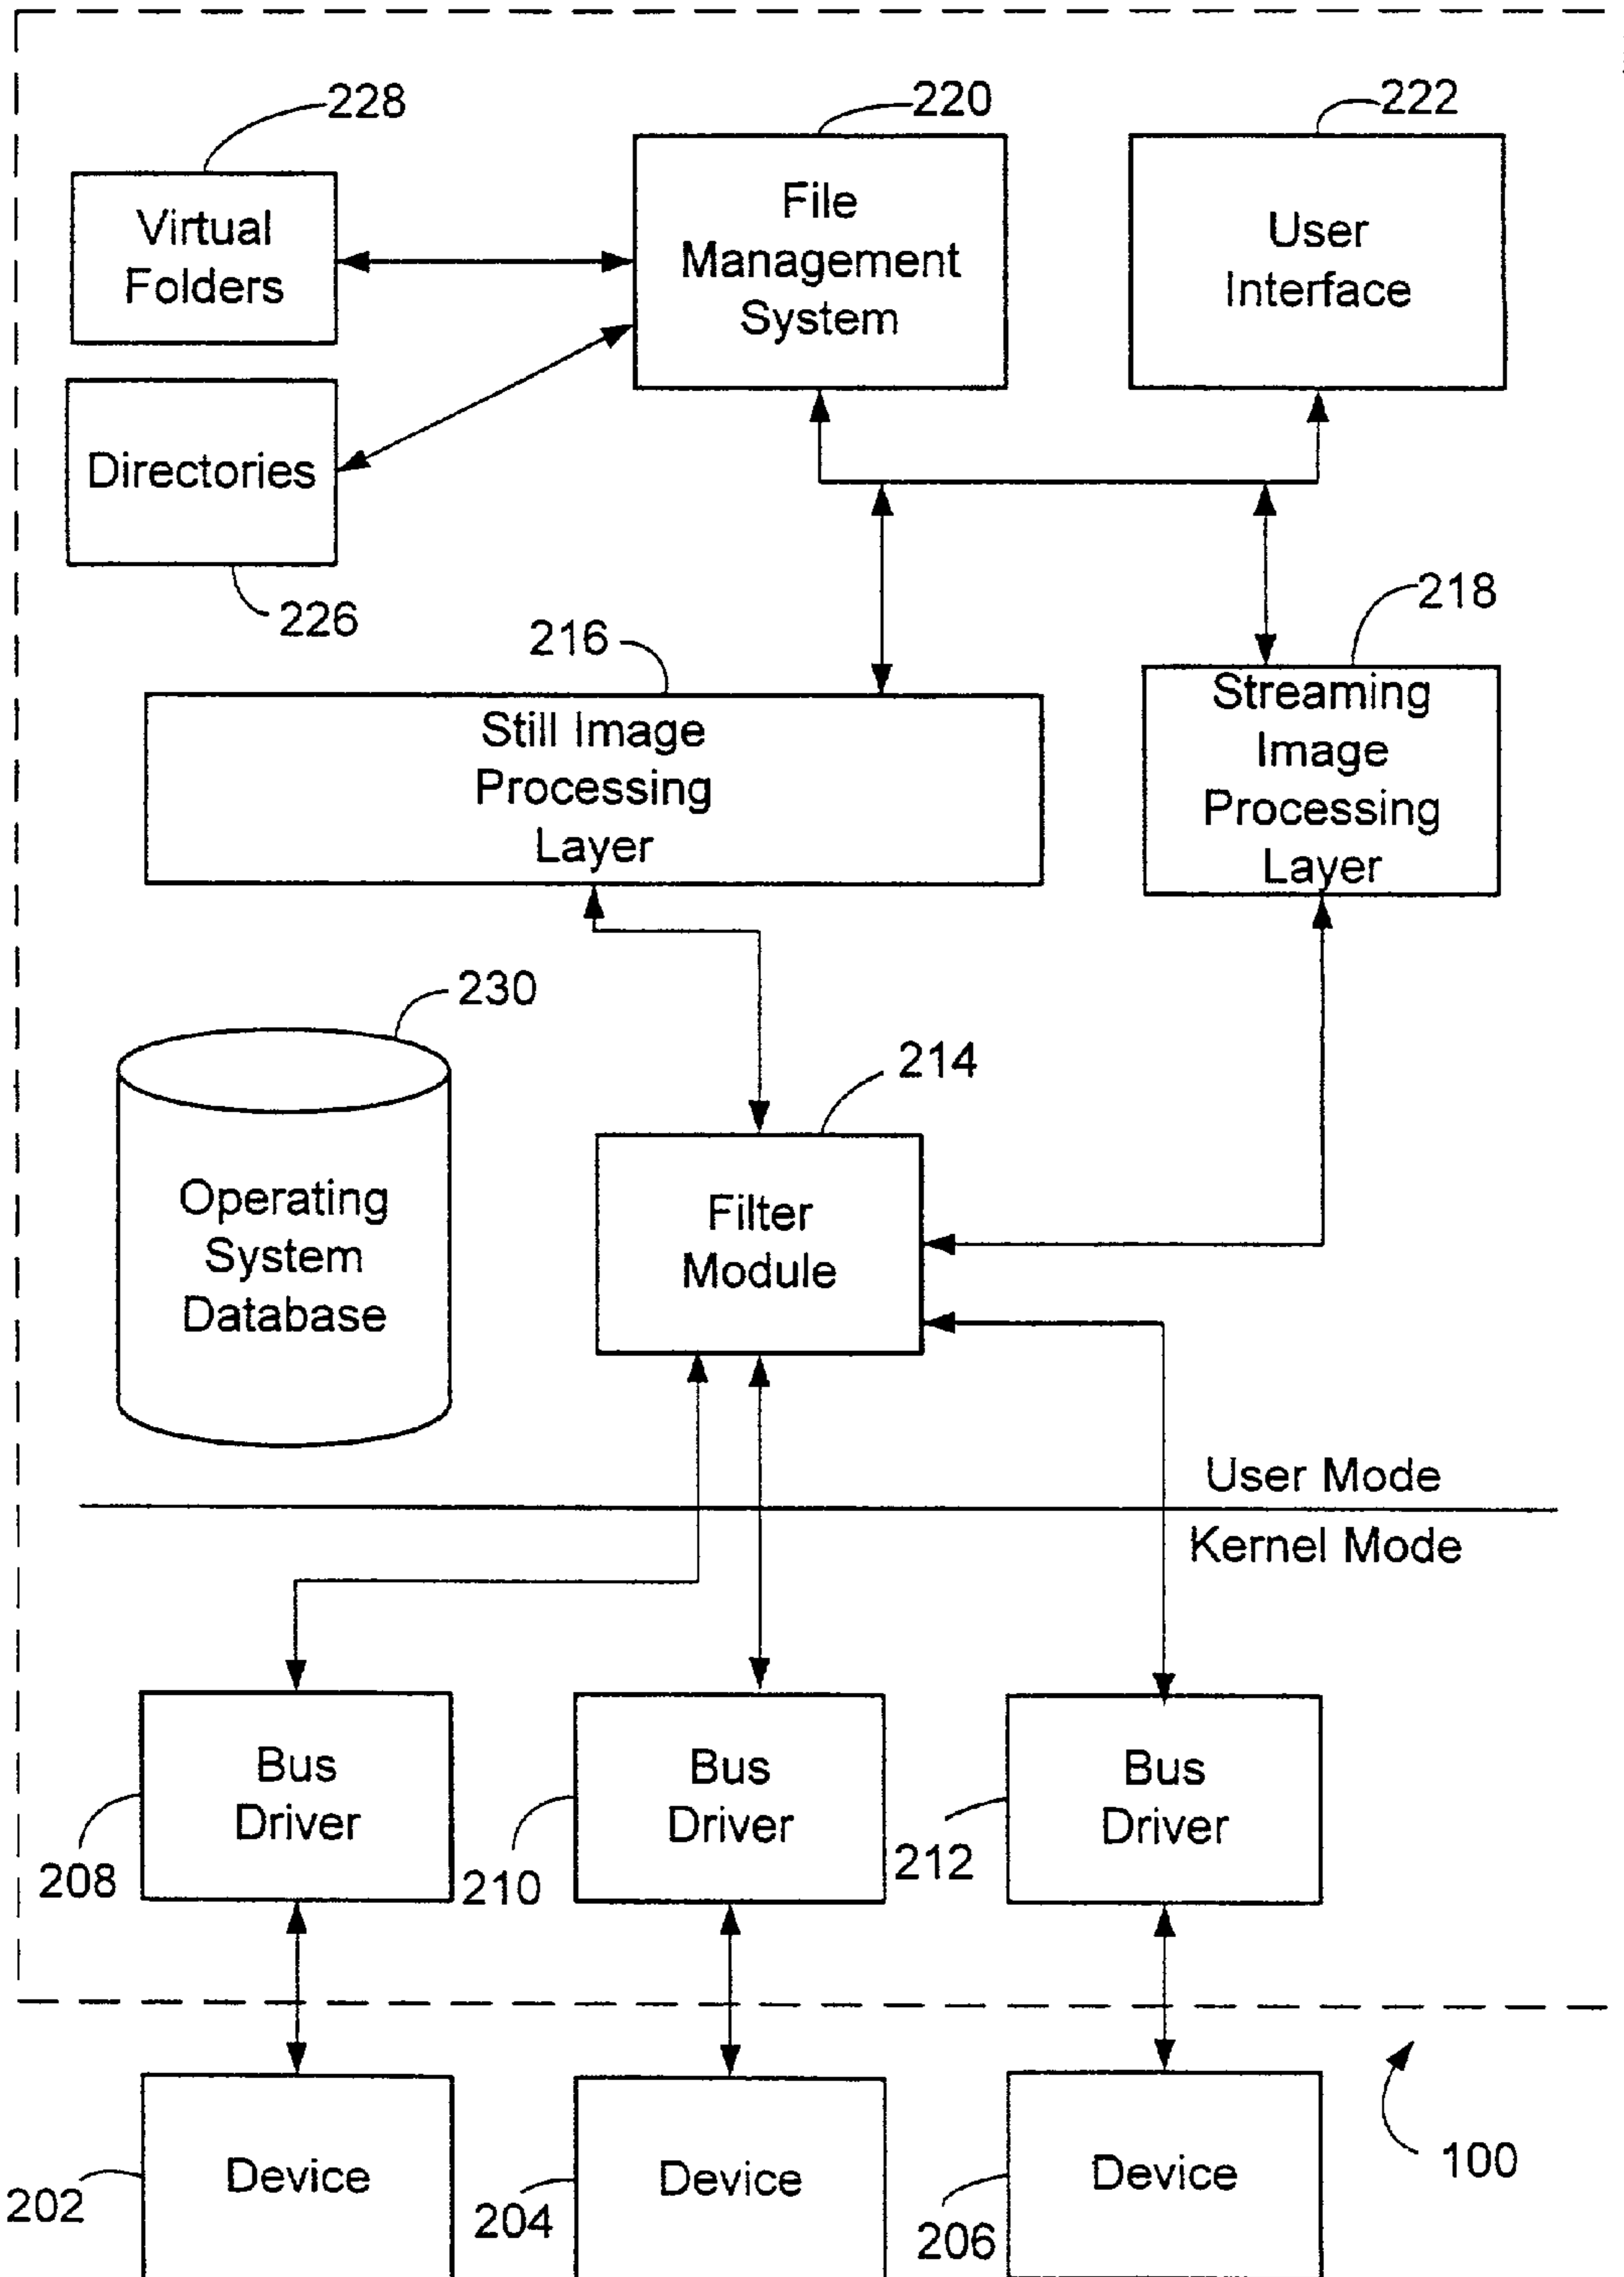 228
220
222
Virtual
Folders
File
Management
System
User
Interface
Directories
226
216
218
Still Image
Processing
Layer
Streaming
Image
Processing
Layer
230
214
Operating
System
Database
Filter
Module
User Mode
Kernel Mode
Bus
Driver
Bus
Driver
Bus
Driver
208
210
212
Device
Device
Device
100
202
204
206